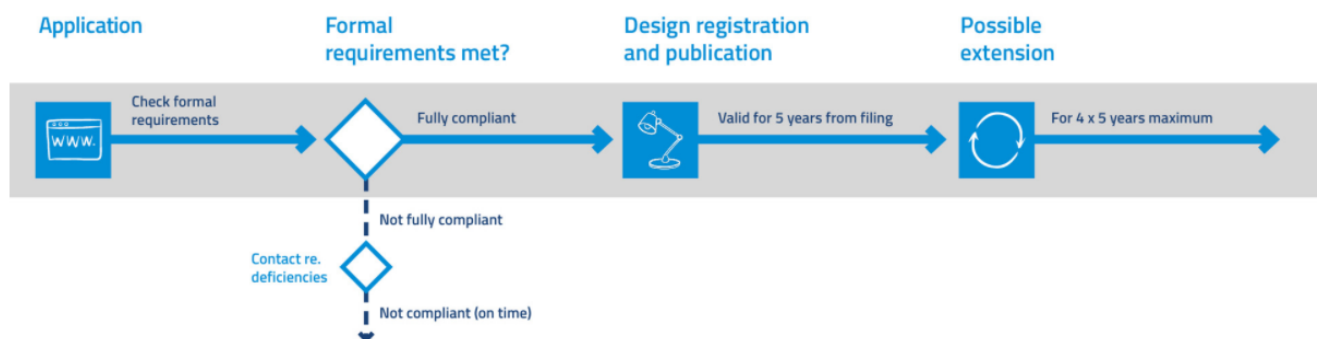 Application
Formal
requirements met?
Design registration
and publication
Possible
extension
Check formal
requirements
www.
Fully compliant
Valid for 5 years from filing
For 4 x 5 years maximum
Not fully compliant
Contact re.
deficiencies
Not compliant (on time)